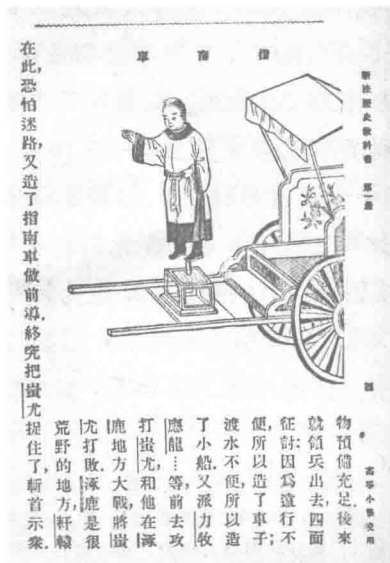 新法歷史教科書 第一册
四
高等小學校用
指南車
物預備充足.後來
就領兵出去,四面
征討:因爲遠行不
便,所以造了車子;
渡水不便,所以造
了小船.又派力牧
應龍…等,前去攻
打蚩尤,和他在涿
鹿地方大戰,將蚩
尤打敗.涿鹿是很
荒野的地方,軒轅
在此,恐怕迷路,又造了指南車做前導.終究把蚩尤捉住了,斬首示衆.